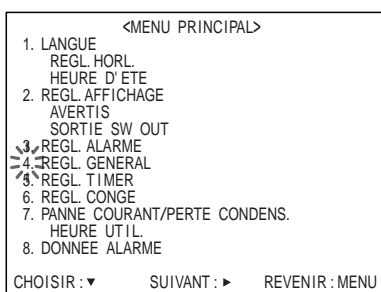 <MENU PRINCIPAL>
1. LANGUE
REGL. HORL.
HEURE D'ETE
2. REGL. AFFICHAGE
AVERTIS
SORTIE SW OUT
3. REGL. ALARME
4. REGL. GENERAL
5. REGL. TIMER
6. REGL. CONGE
7. PANNE COURANT/PERTE CONDENS.
HEURE UTIL.
8. DONNEE ALARME
CHOISIR : ▼ SUIVANT : ► REVENIR : MENU